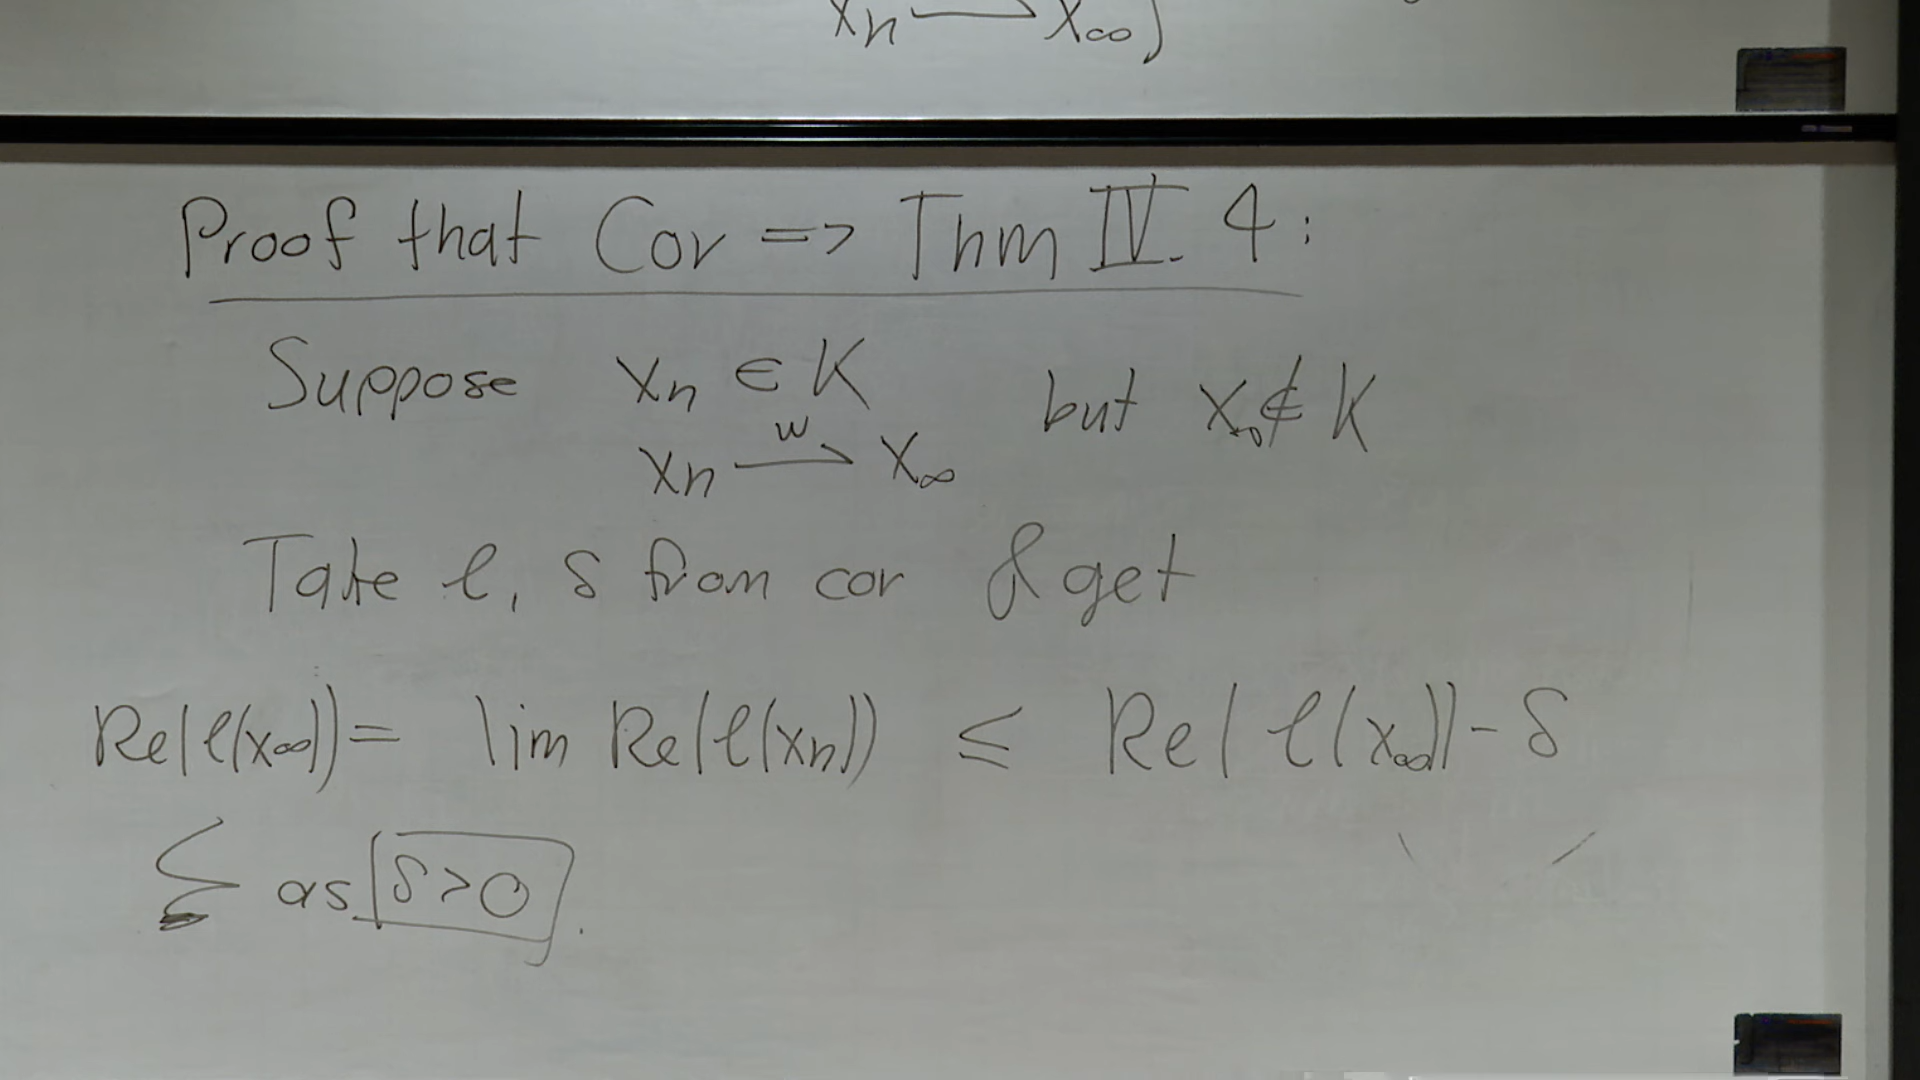 xn → x∞)
Proof that Cor => Thm IV. 4:
Suppose xn ∈ K but x∞ ∉ K
xn —w→ x∞
Take ℓ, δ from cor & get
Re(ℓ(x∞)) = lim Re(ℓ(xn)) ≤ Re(ℓ(x∞)) - δ
as δ>0.